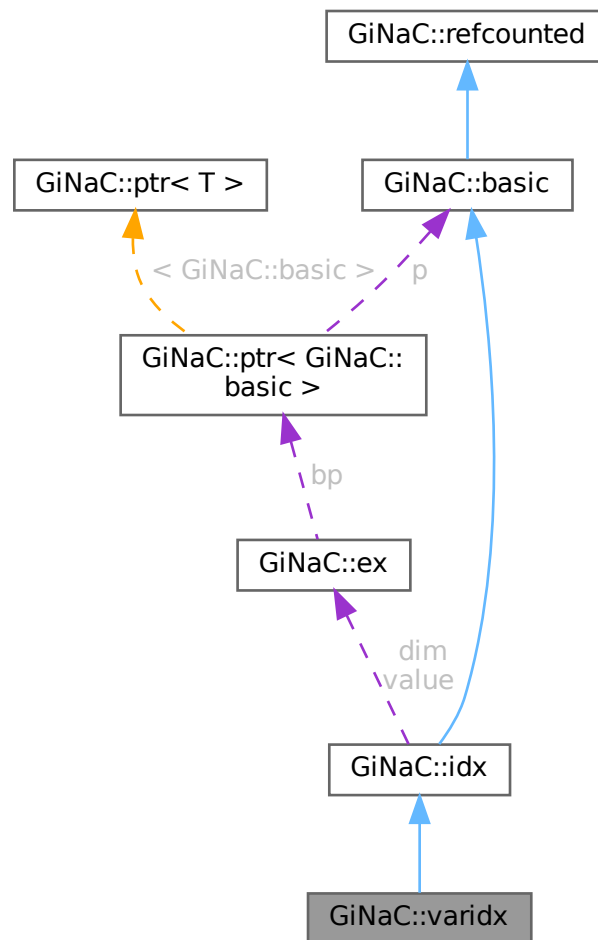 GiNaC::refcounted
GiNaC::ptr< T >
GiNaC::basic
< GiNaC::basic >
p
GiNaC::ptr< GiNaC::
basic >
bp
GiNaC::ex
dim
value
GiNaC::idx
GiNaC::varidx